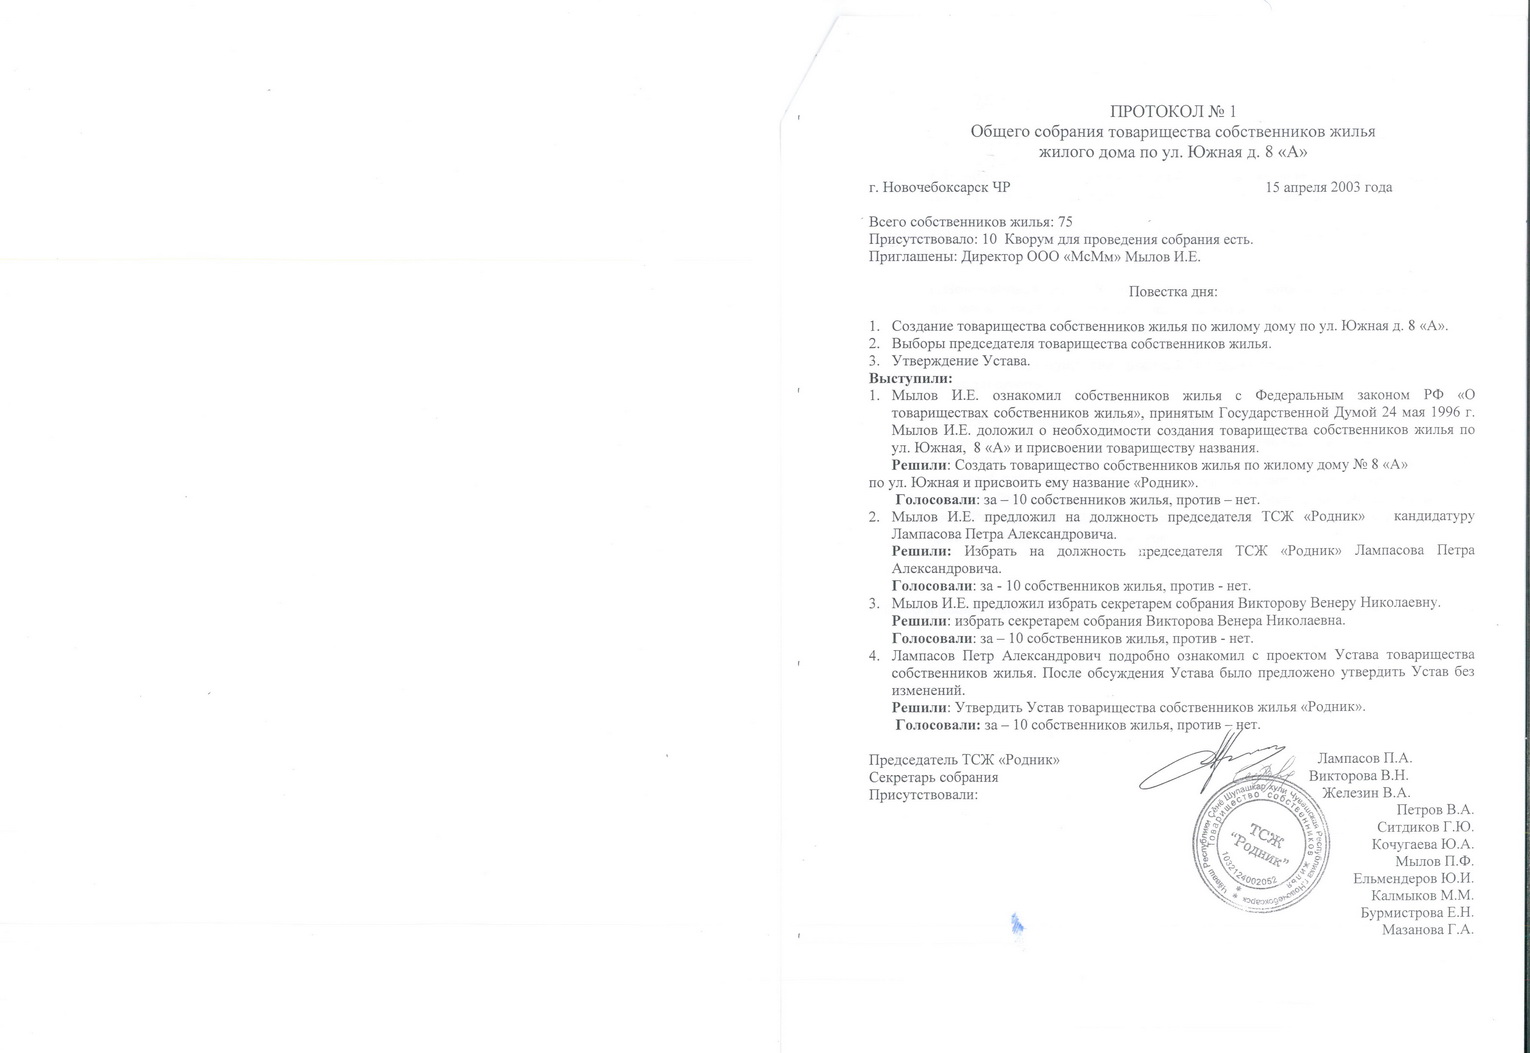 ПРОТОКОЛ № 1
Общего собрания товарищества собственников жилья
жилого дома по ул. Южная д. 8 «А»
г. Новочебоксарск ЧР 15 апреля 2003 года
Всего собственников жилья: 75
Присутствовало: 10 Кворум для проведения собрания есть.
Приглашены: Директор ООО «МсМм» Мылов И.Е.
Повестка дня:
1. Создание товарищества собственников жилья по жилому дому по ул. Южная д. 8 «А».
2. Выборы председателя товарищества собственников жилья.
3. Утверждение Устава.
Выступили:
1. Мылов И.Е. ознакомил собственников жилья с Федеральным законом РФ «О
товариществах собственников жилья», принятым Государственной Думой 24 мая 1996 г.
Мылов И.Е. доложил о необходимости создания товарищества собственников жилья по
ул. Южная, 8 «А» и присвоении товариществу названия.
Решили: Создать товарищество собственников жилья по жилому дому № 8 «А»
по ул. Южная и присвоить ему название «Родник».
Голосовали: за – 10 собственников жилья, против – нет.
2. Мылов И.Е. предложил на должность председателя ТСЖ «Родник» кандидатуру
Лампасова Петра Александровича.
Решили: Избрать на должность председателя ТСЖ «Родник» Лампасова Петра
Александровича.
Голосовали: за - 10 собственников жилья, против - нет.
3. Мылов И.Е. предложил избрать секретарем собрания Викторову Венеру Николаевну.
Решили: избрать секретарем собрания Викторова Венера Николаевна.
Голосовали: за – 10 собственников жилья, против - нет.
4. Лампасов Петр Александрович подробно ознакомил с проектом Устава товарищества
собственников жилья. После обсуждения Устава было предложено утвердить Устав без
изменений.
Решили: Утвердить Устав товарищества собственников жилья «Родник».
Голосовали: за – 10 собственников жилья, против – нет.
Председатель ТСЖ «Родник» Лампасов П.А.
Секретарь собрания Викторова В.Н.
Присутствовали: Железин В.А.
Петров В.А.
Ситдиков Г.Ю.
Кочугаева Ю.А.
Мылов П.Ф.
Ельмендеров Ю.И.
Калмыков М.М.
Бурмистрова Е.Н.
Мазанова Г.А.
Чӑваш Республики Ҫӗнӗ Шупашкар хули Чувашская Республика г.Новочебоксарск
Товарищество собственников жилья
ТСЖ
"Родник"
1032124002052